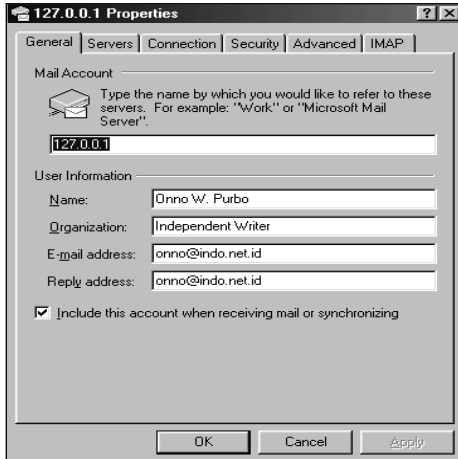 127.0.0.1 Properties
General Servers Connection Security Advanced IMAP
Mail Account
Type the name by which you would like to refer to these
servers. For example: "Work" or "Microsoft Mail
Server".
127.0.0.1
User Information
Name: Onno W. Purbo
Organization: Independent Writer
E-mail address: onno@indo.net.id
Reply address: onno@indo.net.id
Include this account when receiving mail or synchronizing
OK Cancel Apply